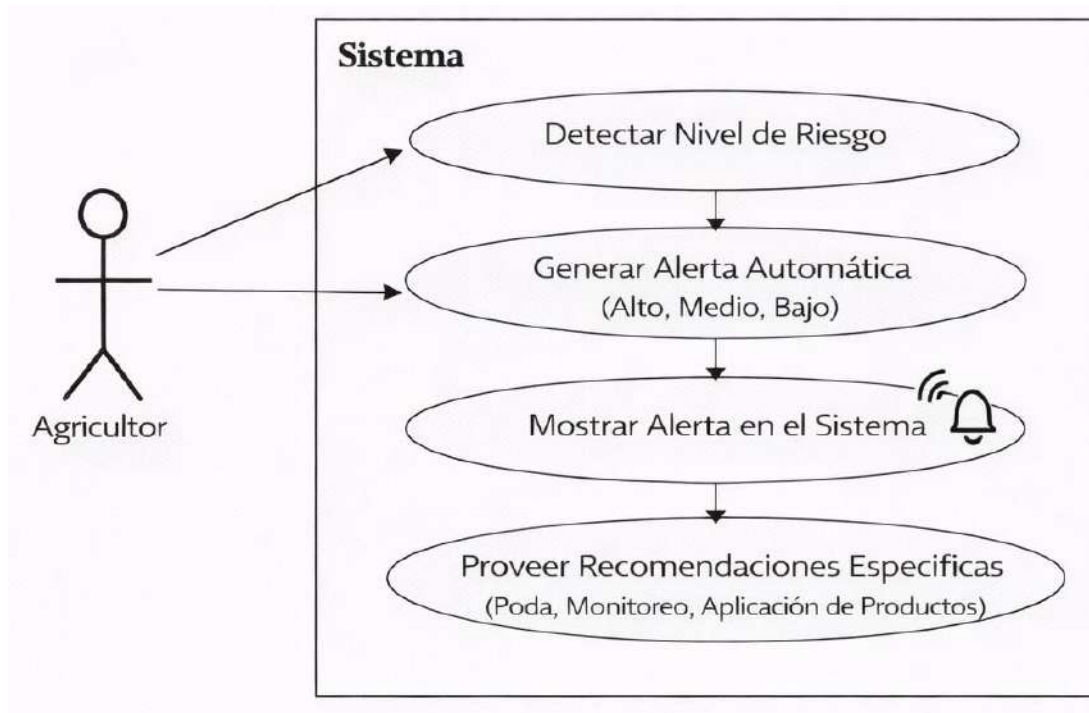 Sistema
Detectar Nivel de Riesgo
Generar Alerta Automática
(Alto, Medio, Bajo)
Agricultor
Mostrar Alerta en el Sistema
Proveer Recomendaciones Especificas
(Poda, Monitoreo, Aplicación de Productos)